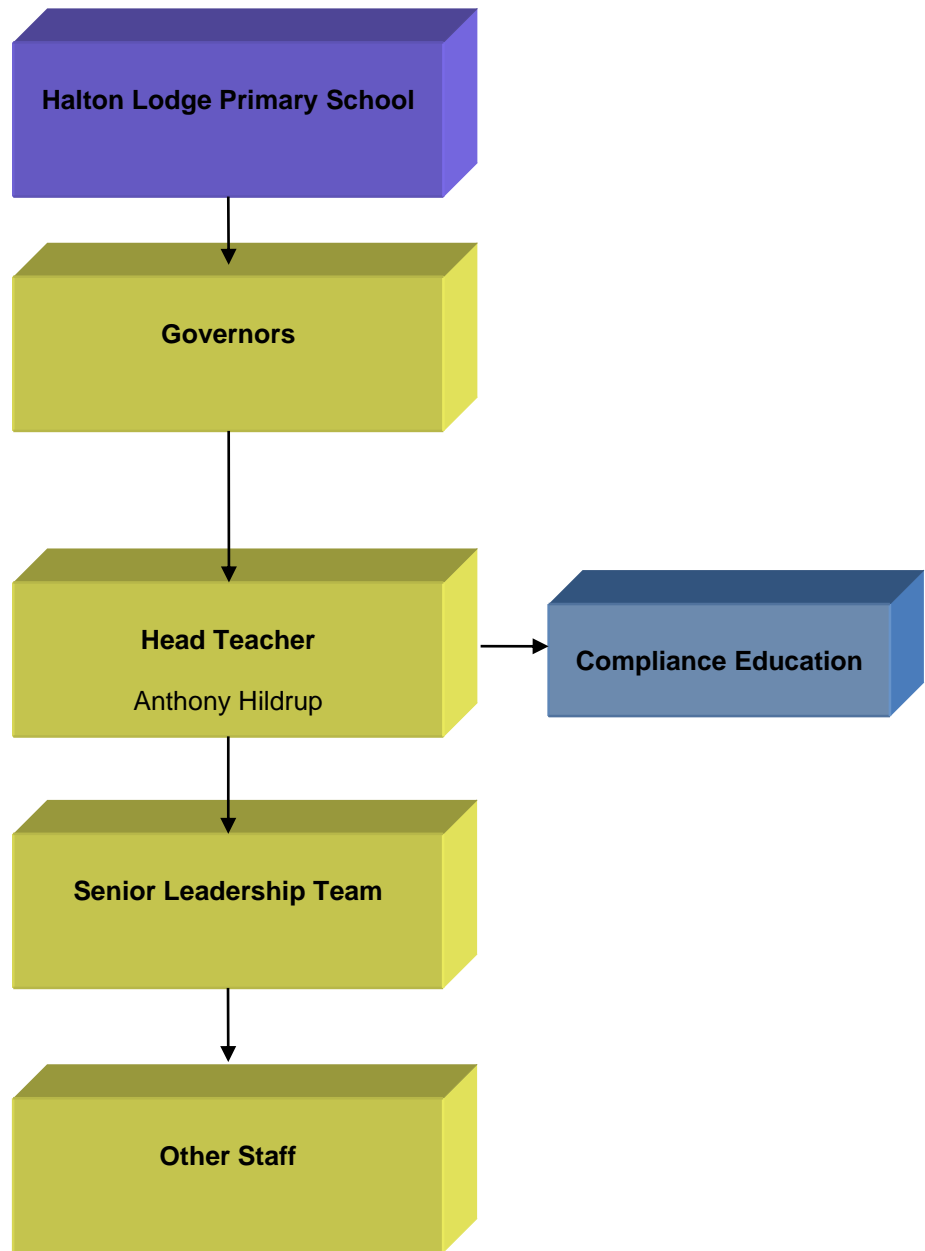 Halton Lodge Primary School
Governors
Head Teacher
Anthony Hildrup
Compliance Education
Senior Leadership Team
Other Staff